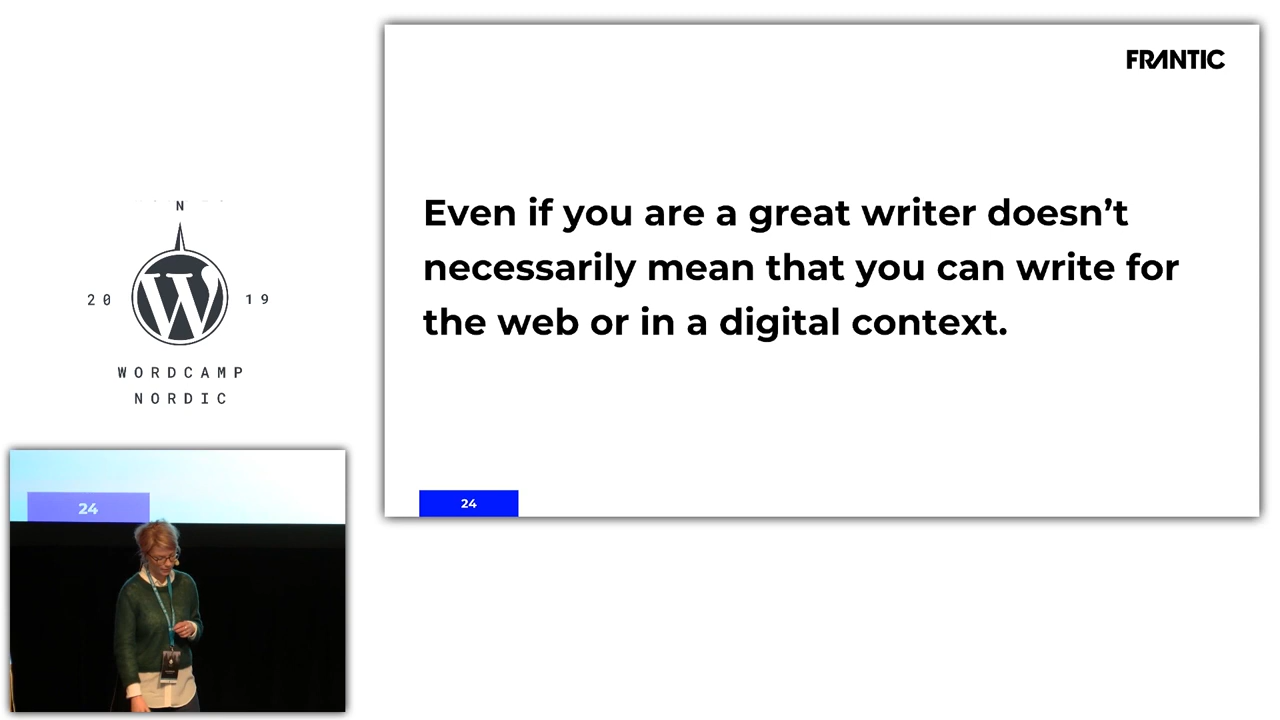 FRANTIC
Even if you are a great writer doesn’t
necessarily mean that you can write for
the web or in a digital context.
24
N
20 19
WORDCAMP
NORDIC
24